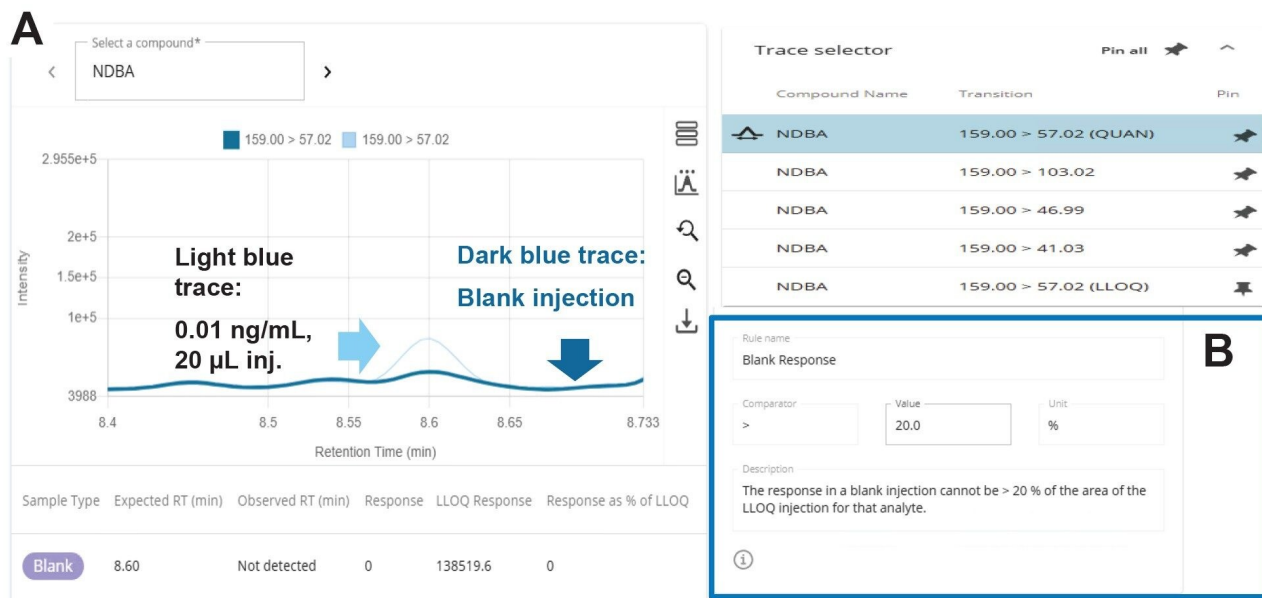 A
Select a compound*
NDBA
159.00 > 57.02 159.00 > 57.02
2.955e+5
2e+5
1.5e+5
1e+5
3988
Intensity
Light blue
trace:
0.01 ng/mL,
20 µL inj.
Dark blue trace:
Blank injection
8.4 8.5 8.55 8.6 8.65 8.733
Retention Time (min)
Sample Type Expected RT (min) Observed RT (min) Response LLOQ Response Response as % of LLOQ
Blank 8.60 Not detected 0 138519.6 0
Trace selector Pin all
Compound Name Transition Pin
NDBA 159.00 > 57.02 (QUAN)
NDBA 159.00 > 103.02
NDBA 159.00 > 46.99
NDBA 159.00 > 41.03
NDBA 159.00 > 57.02 (LLOQ)
B
Rule name
Blank Response
Comparator Value Unit
> 20.0 %
Description
The response in a blank injection cannot be > 20 % of the area of the
LLOQ injection for that analyte.
i